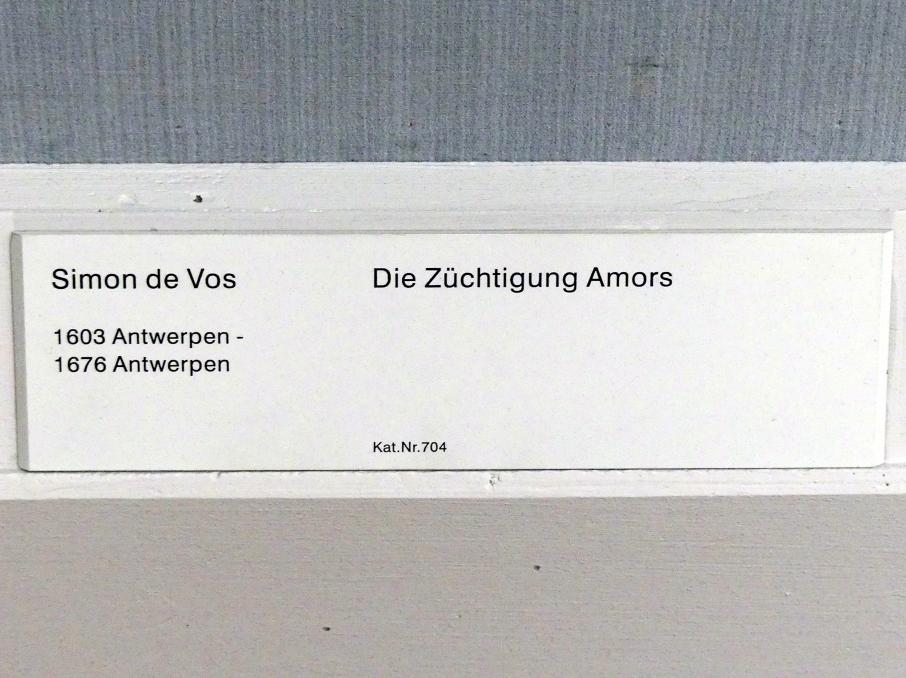 Simon de Vos
1603 Antwerpen -
1676 Antwerpen
Die Züchtigung Amors
Kat.Nr.704